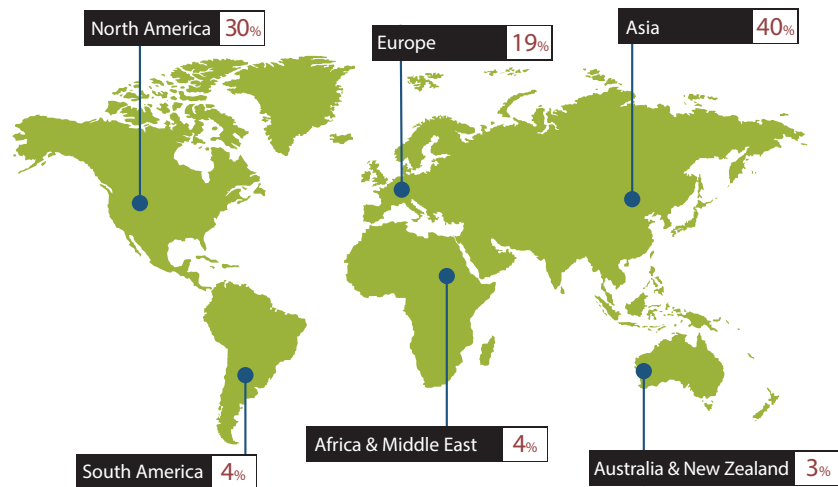 North America 30%
Europe 19%
Asia 40%
Africa & Middle East 4%
South America 4%
Australia & New Zealand 3%